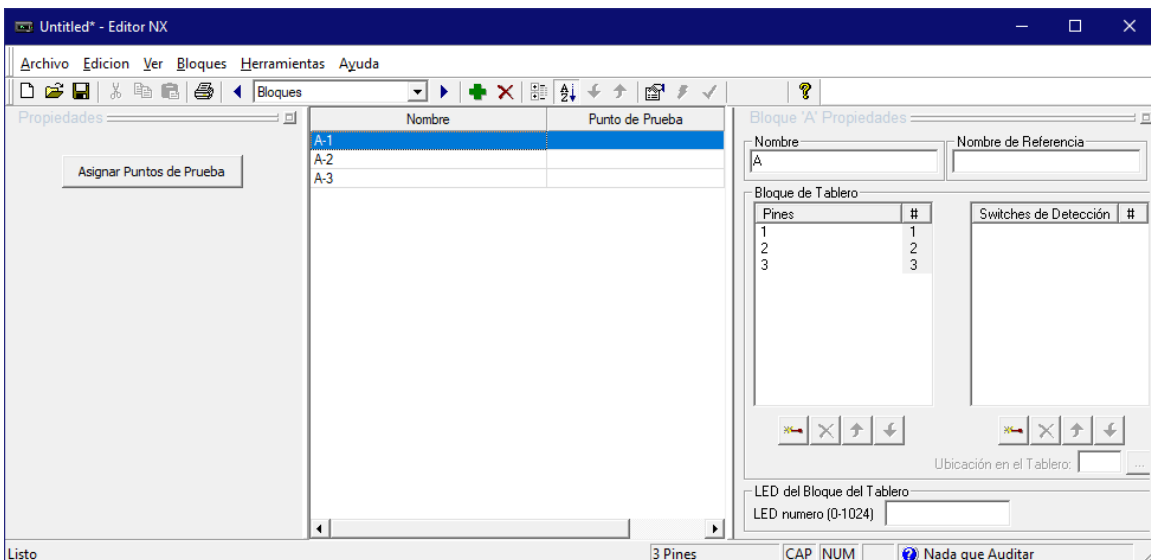 Untitled* - Editor NX
Archivo Edicion Ver Bloques Herramientas Ayuda
Bloques
Propiedades
Asignar Puntos de Prueba
Nombre Punto de Prueba
A-1
A-2
A-3
Bloque 'A' Propiedades
Nombre Nombre de Referencia
A
Bloque de Tablero
Pines # Switches de Detección #
1 1
2 2
3 3
Ubicación en el Tablero: ...
LED del Bloque del Tablero
LED numero (0-1024)
Listo 3 Pines CAP NUM Nada que Auditar